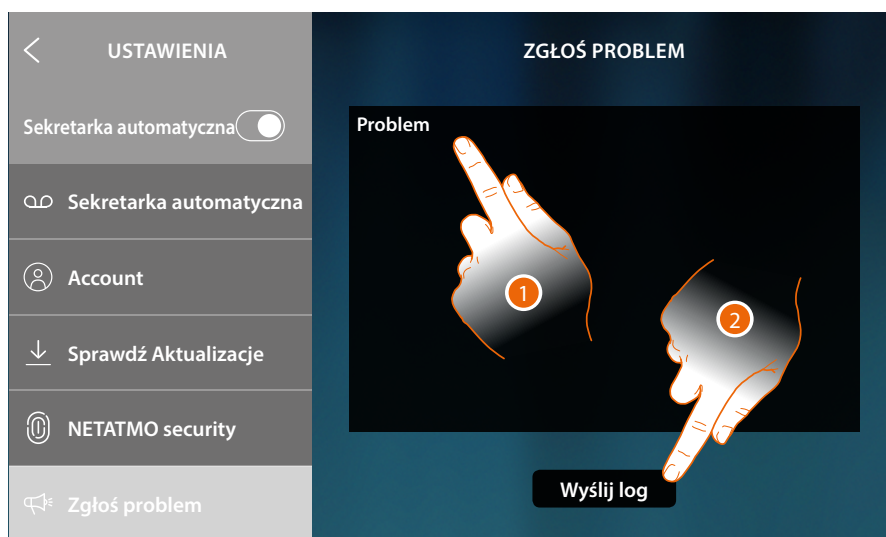 USTAWIENIA
Sekretarka automatyczna
Sekretarka automatyczna
Account
Sprawdź Aktualizacje
NETATMO security
Zgłoś problem
ZGŁOŚ PROBLEM
Problem
1
2
Wyślij log